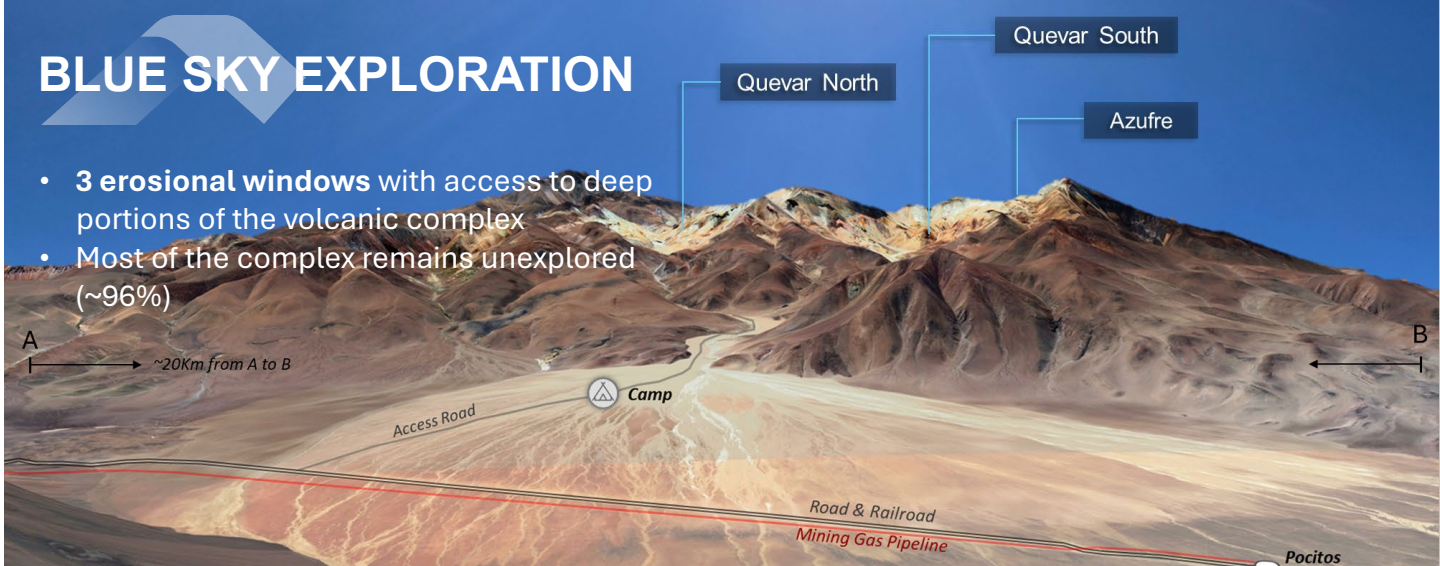 BLUE SKY EXPLORATION
• 3 erosional windows with access to deep
portions of the volcanic complex
• Most of the complex remains unexplored
(~96%)
Quevar North
Quevar South
Azufre
A
~20Km from A to B
B
Camp
Access Road
Road & Railroad
Mining Gas Pipeline
Pocitos